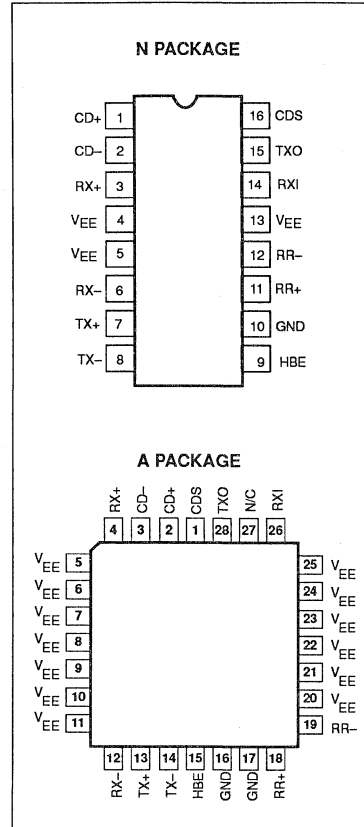 N PACKAGE
CD+ 1 16 CDS
CD– 2 15 TXO
RX+ 3 14 RXI
VEE 4 13 VEE
VEE 5 12 RR–
RX– 6 11 RR+
TX+ 7 10 GND
TX– 8 9 HBE
A PACKAGE
RX+ CD– CD+ CDS TXO N/C RXI
4 3 2 1 28 27 26
VEE 5 25 VEE
VEE 6 24 VEE
VEE 7 23 VEE
VEE 8 22 VEE
VEE 9 21 VEE
VEE 10 20 VEE
VEE 11 19 RR–
12 13 14 15 16 17 18
RX– TX+ TX– HBE GND GND RR+